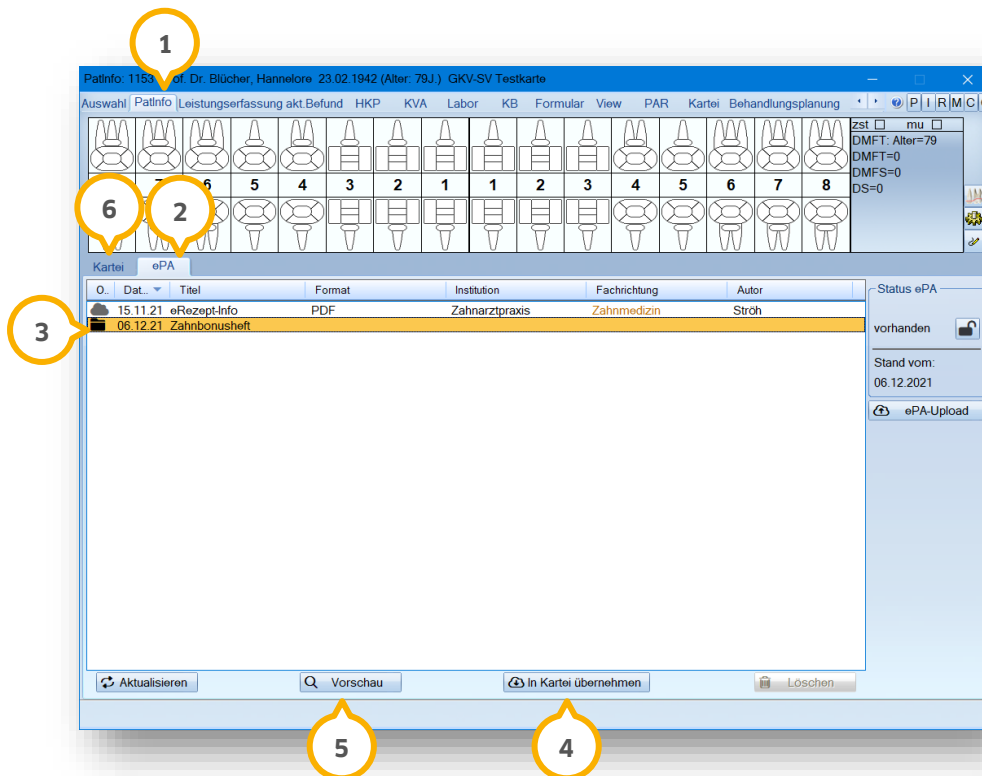 1
PatInfo: 1153 Prof. Dr. Blücher, Hannelore 23.02.1942 (Alter: 79J.) GKV-SV Testkarte
Auswahl PatInfo Leistungserfassung akt.Befund HKP KVA Labor KB Formular View PAR Kartei Behandlungsplanung P I R M C
zst mu
DMFT: Alter=79
DMFT=0
DMFS=0
DS=0
7 6 5 4 3 2 1 1 2 3 4 5 6 7 8
6 2
Kartei ePA
O.. Dat... Titel Format Institution Fachrichtung Autor
15.11.21 eRezept-Info PDF Zahnarztpraxis Zahnmedizin Ströh
3
06.12.21 Zahnbonusheft
Status ePA
vorhanden
Stand vom:
06.12.2021
ePA-Upload
Aktualisieren Vorschau In Kartei übernehmen Löschen
5 4